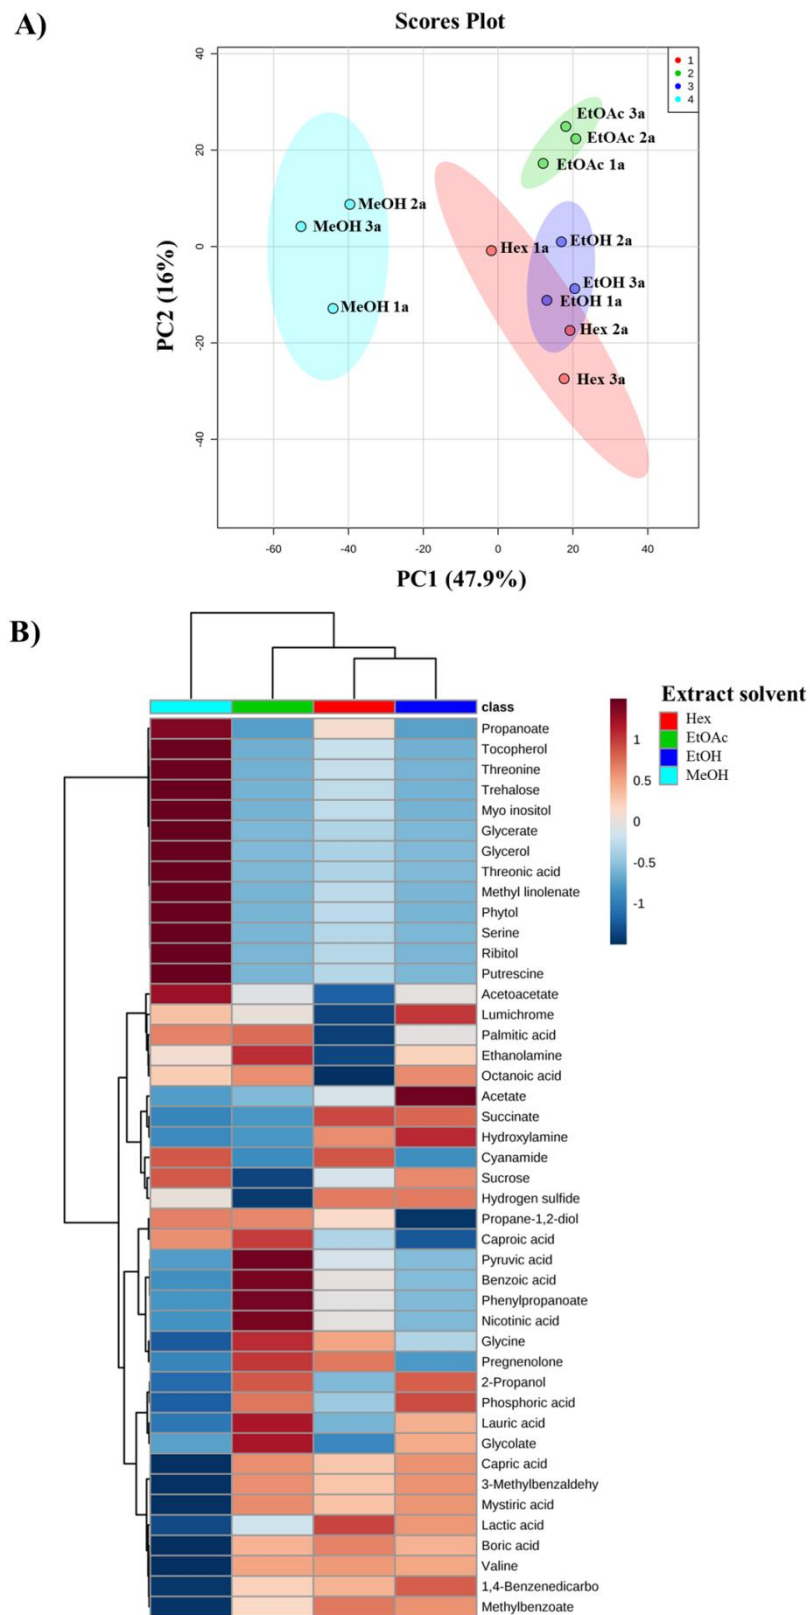 A)
Scores Plot
1
2
3
4
40
20
0
-20
-40
PC2 (16%)
EtOAc 3a
EtOAc 2a
EtOAc 1a
MeOH 2a
MeOH 3a
MeOH 1a
Hex 1a
EtOH 2a
EtOH 3a
EtOH 1a
Hex 2a
Hex 3a
-60 -40 -20 0 20 40
PC1 (47.9%)
B)
class
Propanoate
Tocopherol
Threonine
Trehalose
Myo inositol
Glycerate
Glycerol
Threonic acid
Methyl linolenate
Phytol
Serine
Ribitol
Putrescine
Acetoacetate
Lumichrome
Palmitic acid
Ethanolamine
Octanoic acid
Acetate
Succinate
Hydroxylamine
Cyanamide
Sucrose
Hydrogen sulfide
Propane-1,2-diol
Caproic acid
Pyruvic acid
Benzoic acid
Phenylpropanoate
Nicotinic acid
Glycine
Pregnenolone
2-Propanol
Phosphoric acid
Lauric acid
Glycolate
Capric acid
3-Methylbenzaldehy
Mystiric acid
Lactic acid
Boric acid
Valine
1,4-Benzenedicarbo
Methylbenzoate
1
0.5
0
-0.5
-1
Extract solvent
Hex
EtOAc
EtOH
MeOH